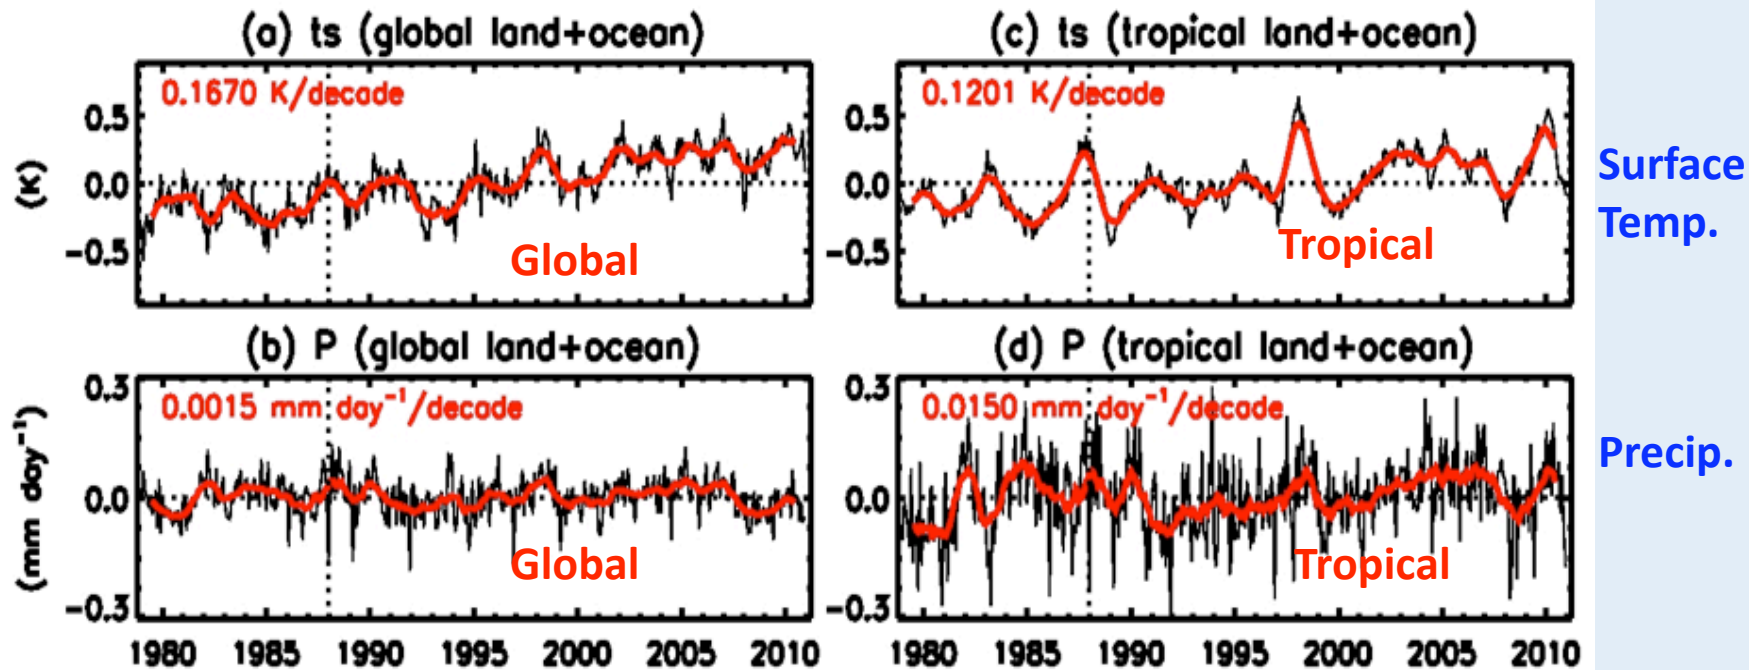 (a) ts (global land+ocean)
0.1670 K/decade
0.5
0.0
−0.5
(K)
Global
(c) ts (tropical land+ocean)
0.1201 K/decade
0.5
0.0
−0.5
Tropical
Surface
Temp.
(b) P (global land+ocean)
0.0015 mm day⁻¹/decade
0.3
0.0
−0.3
(mm day⁻¹)
Global
1980 1985 1990 1995 2000 2005 2010
(d) P (tropical land+ocean)
0.0150 mm day⁻¹/decade
0.3
0.0
−0.3
Tropical
1980 1985 1990 1995 2000 2005 2010
Precip.